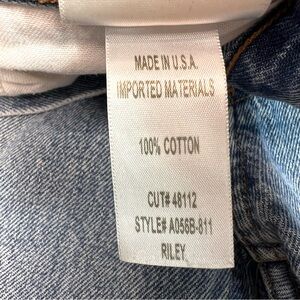 MADE IN U.S.A.
IMPORTED MATERIALS
100% COTTON
CUT# 48112
STYLE# A056B-811
RILEY